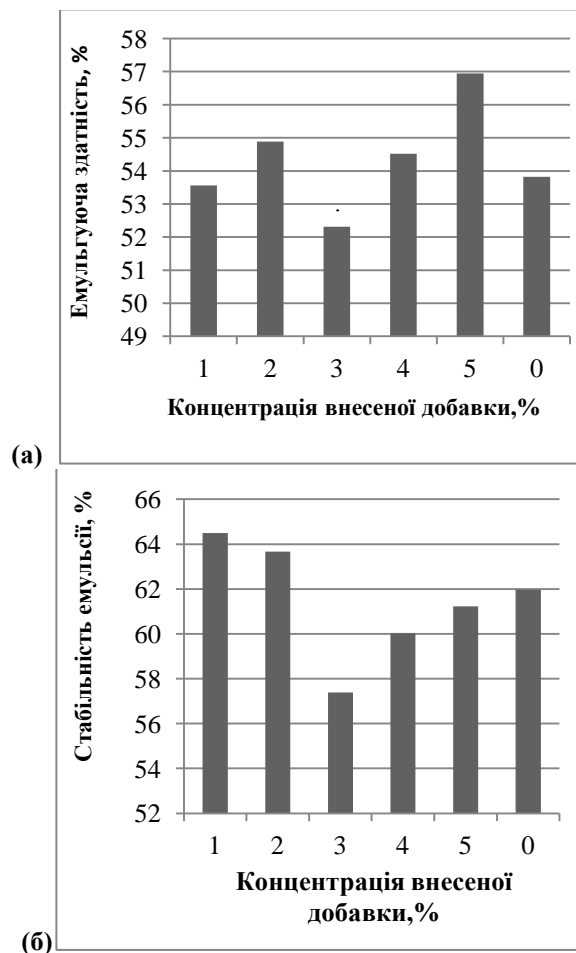 58
57
56
55
54
53
52
51
50
49
Емульгуюча здатність, %
1 2 3 4 5 0
Концентрація внесеної добавки,%
(а)
66
64
62
60
58
56
54
52
Стабільність емульсії, %
1 2 3 4 5 0
Концентрація внесеної
добавки,%
(б)